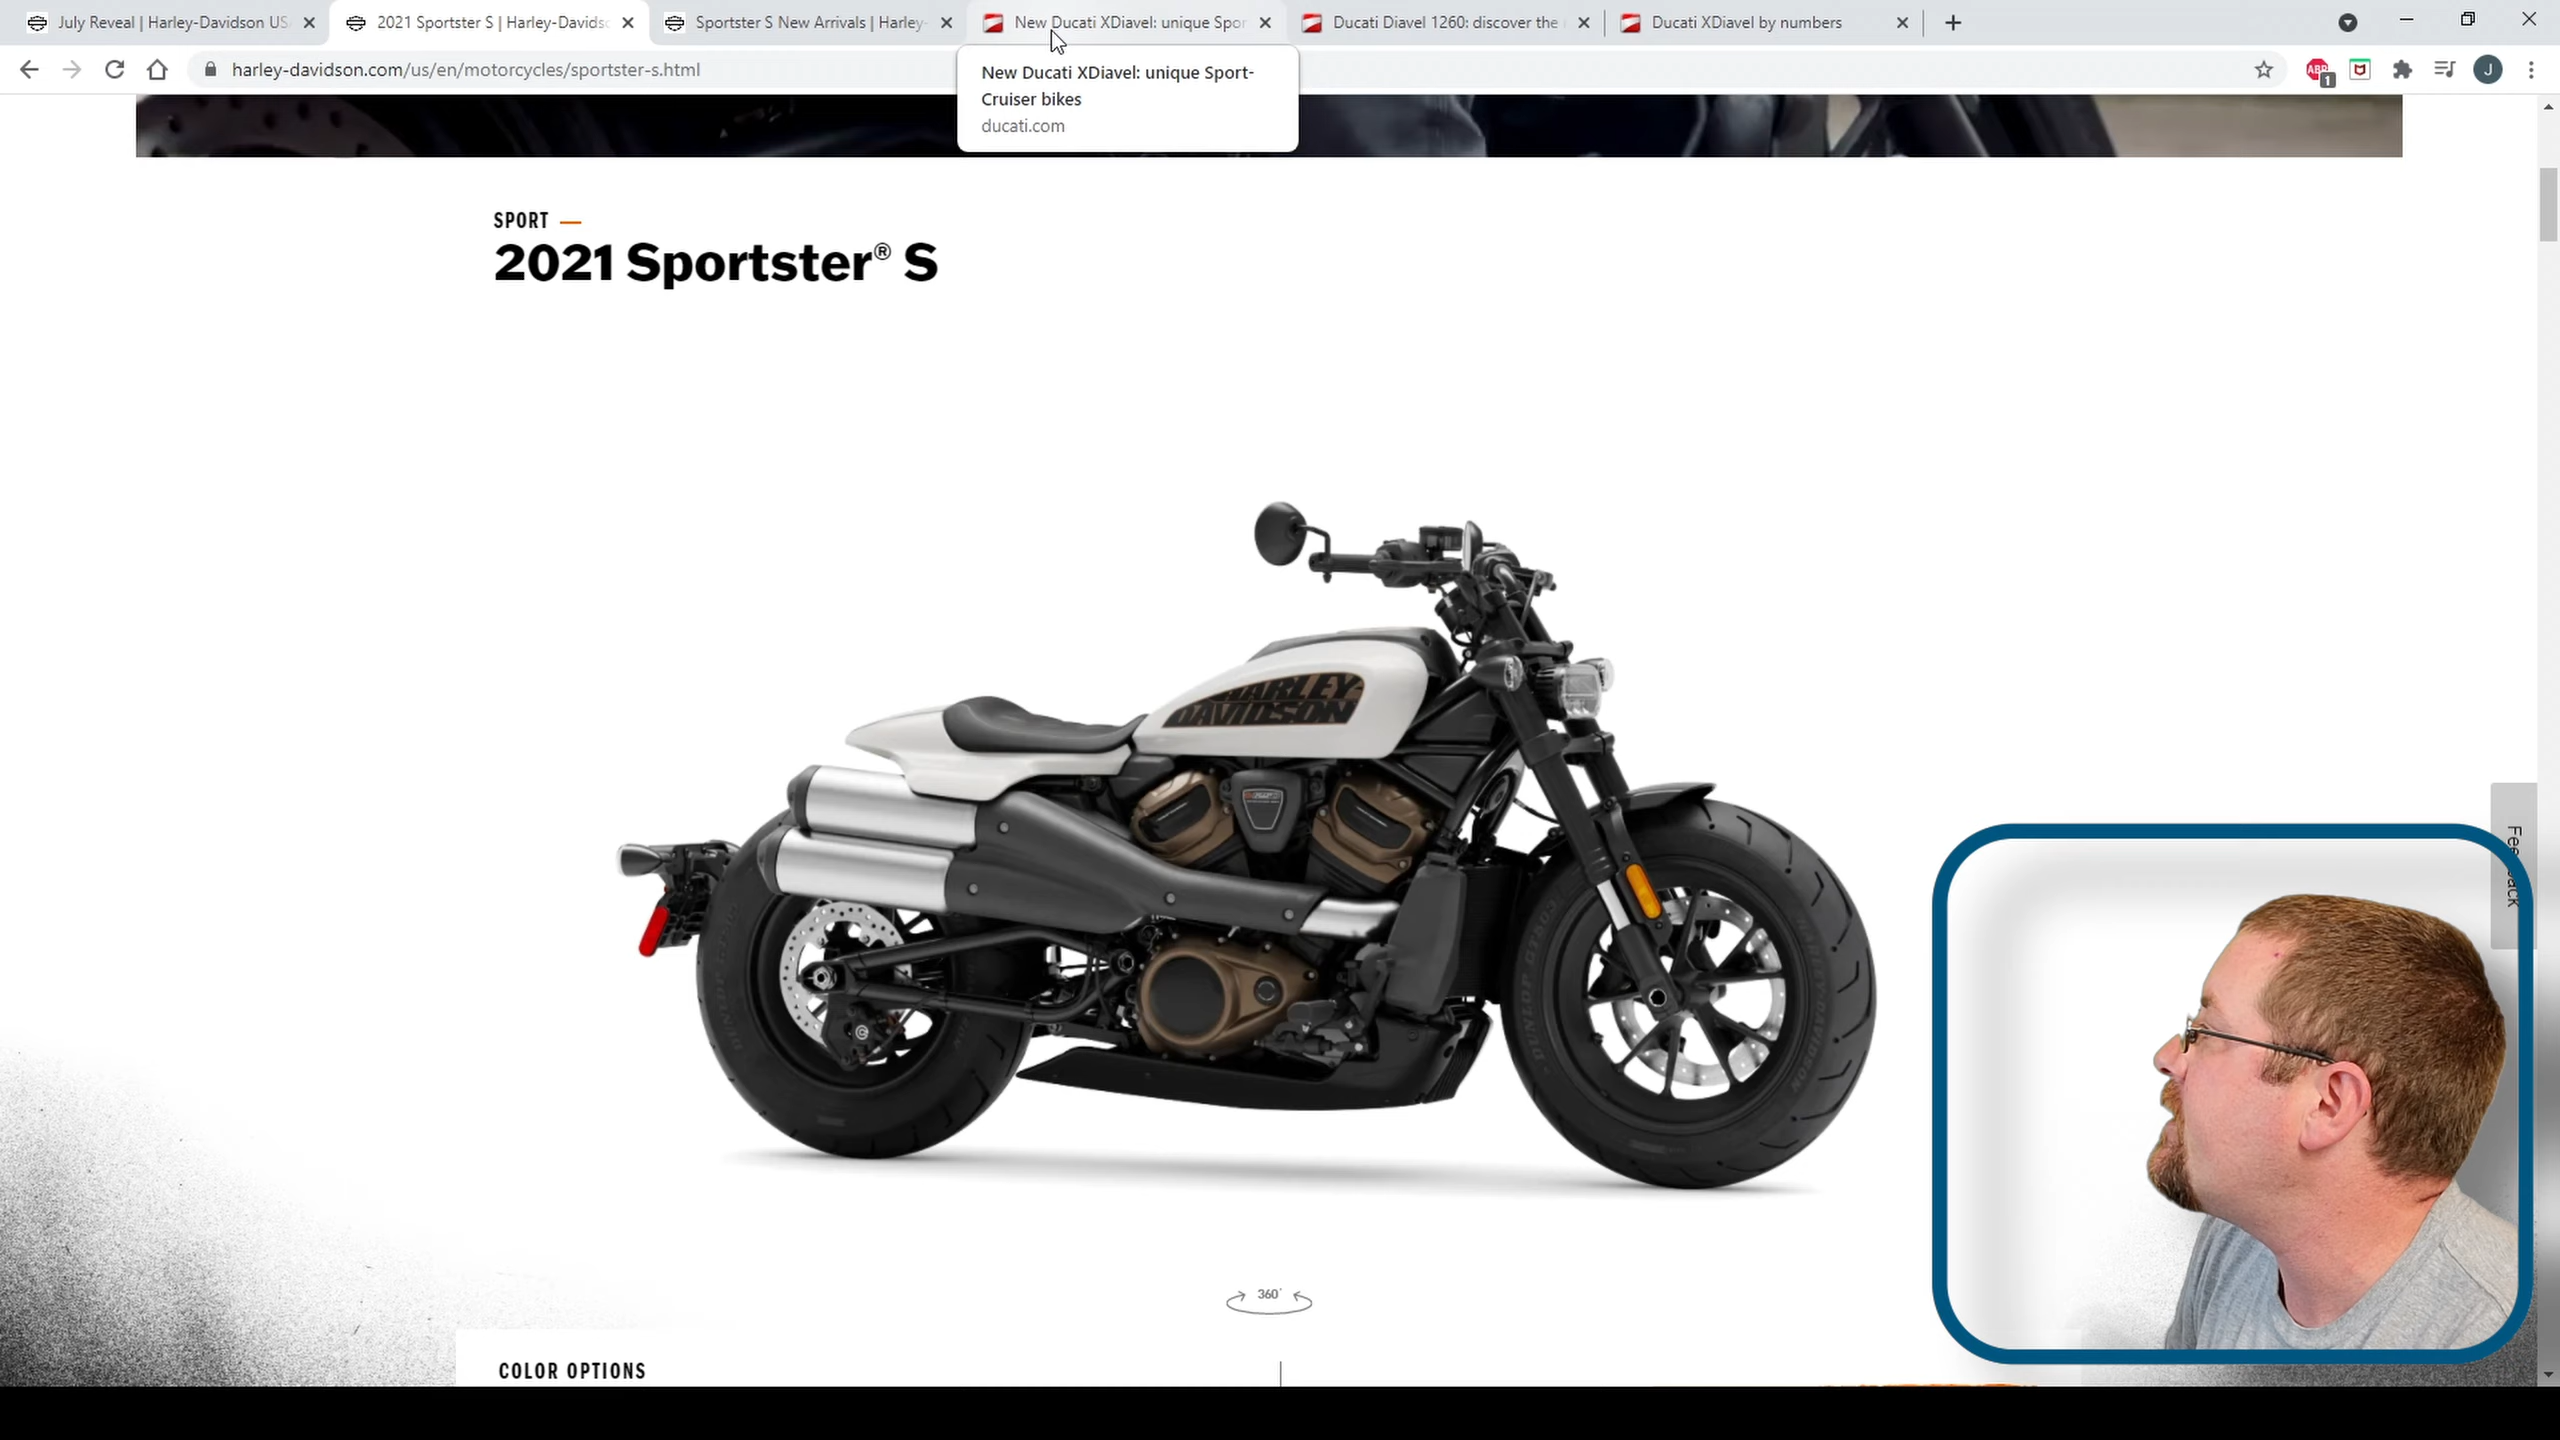 July Reveal | Harley-Davidson US
2021 Sportster S | Harley-Davids
Sportster S New Arrivals | Harley-
New Ducati XDiavel: unique Spor
Ducati Diavel 1260: discover the
Ducati XDiavel by numbers
harley-davidson.com/us/en/motorcycles/sportster-s.html
ABP
1
J
New Ducati XDiavel: unique Sport-
Cruiser bikes
ducati.com
SPORT
2021 Sportster® S
HARLEY-
DAVIDSON
360°
COLOR OPTIONS